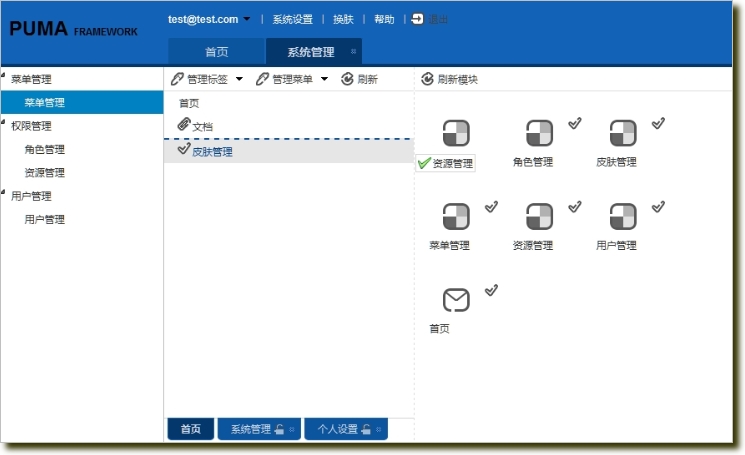 PUMA FRAMEWORK
test@test.com 系统设置 换肤 帮助 退出
首页 系统管理
菜单管理
菜单管理
权限管理
角色管理
资源管理
用户管理
用户管理
管理标签 管理菜单 刷新
首页
文档
皮肤管理
刷新模块
资源管理 角色管理 皮肤管理
菜单管理 资源管理 用户管理
首页
首页 系统管理 个人设置